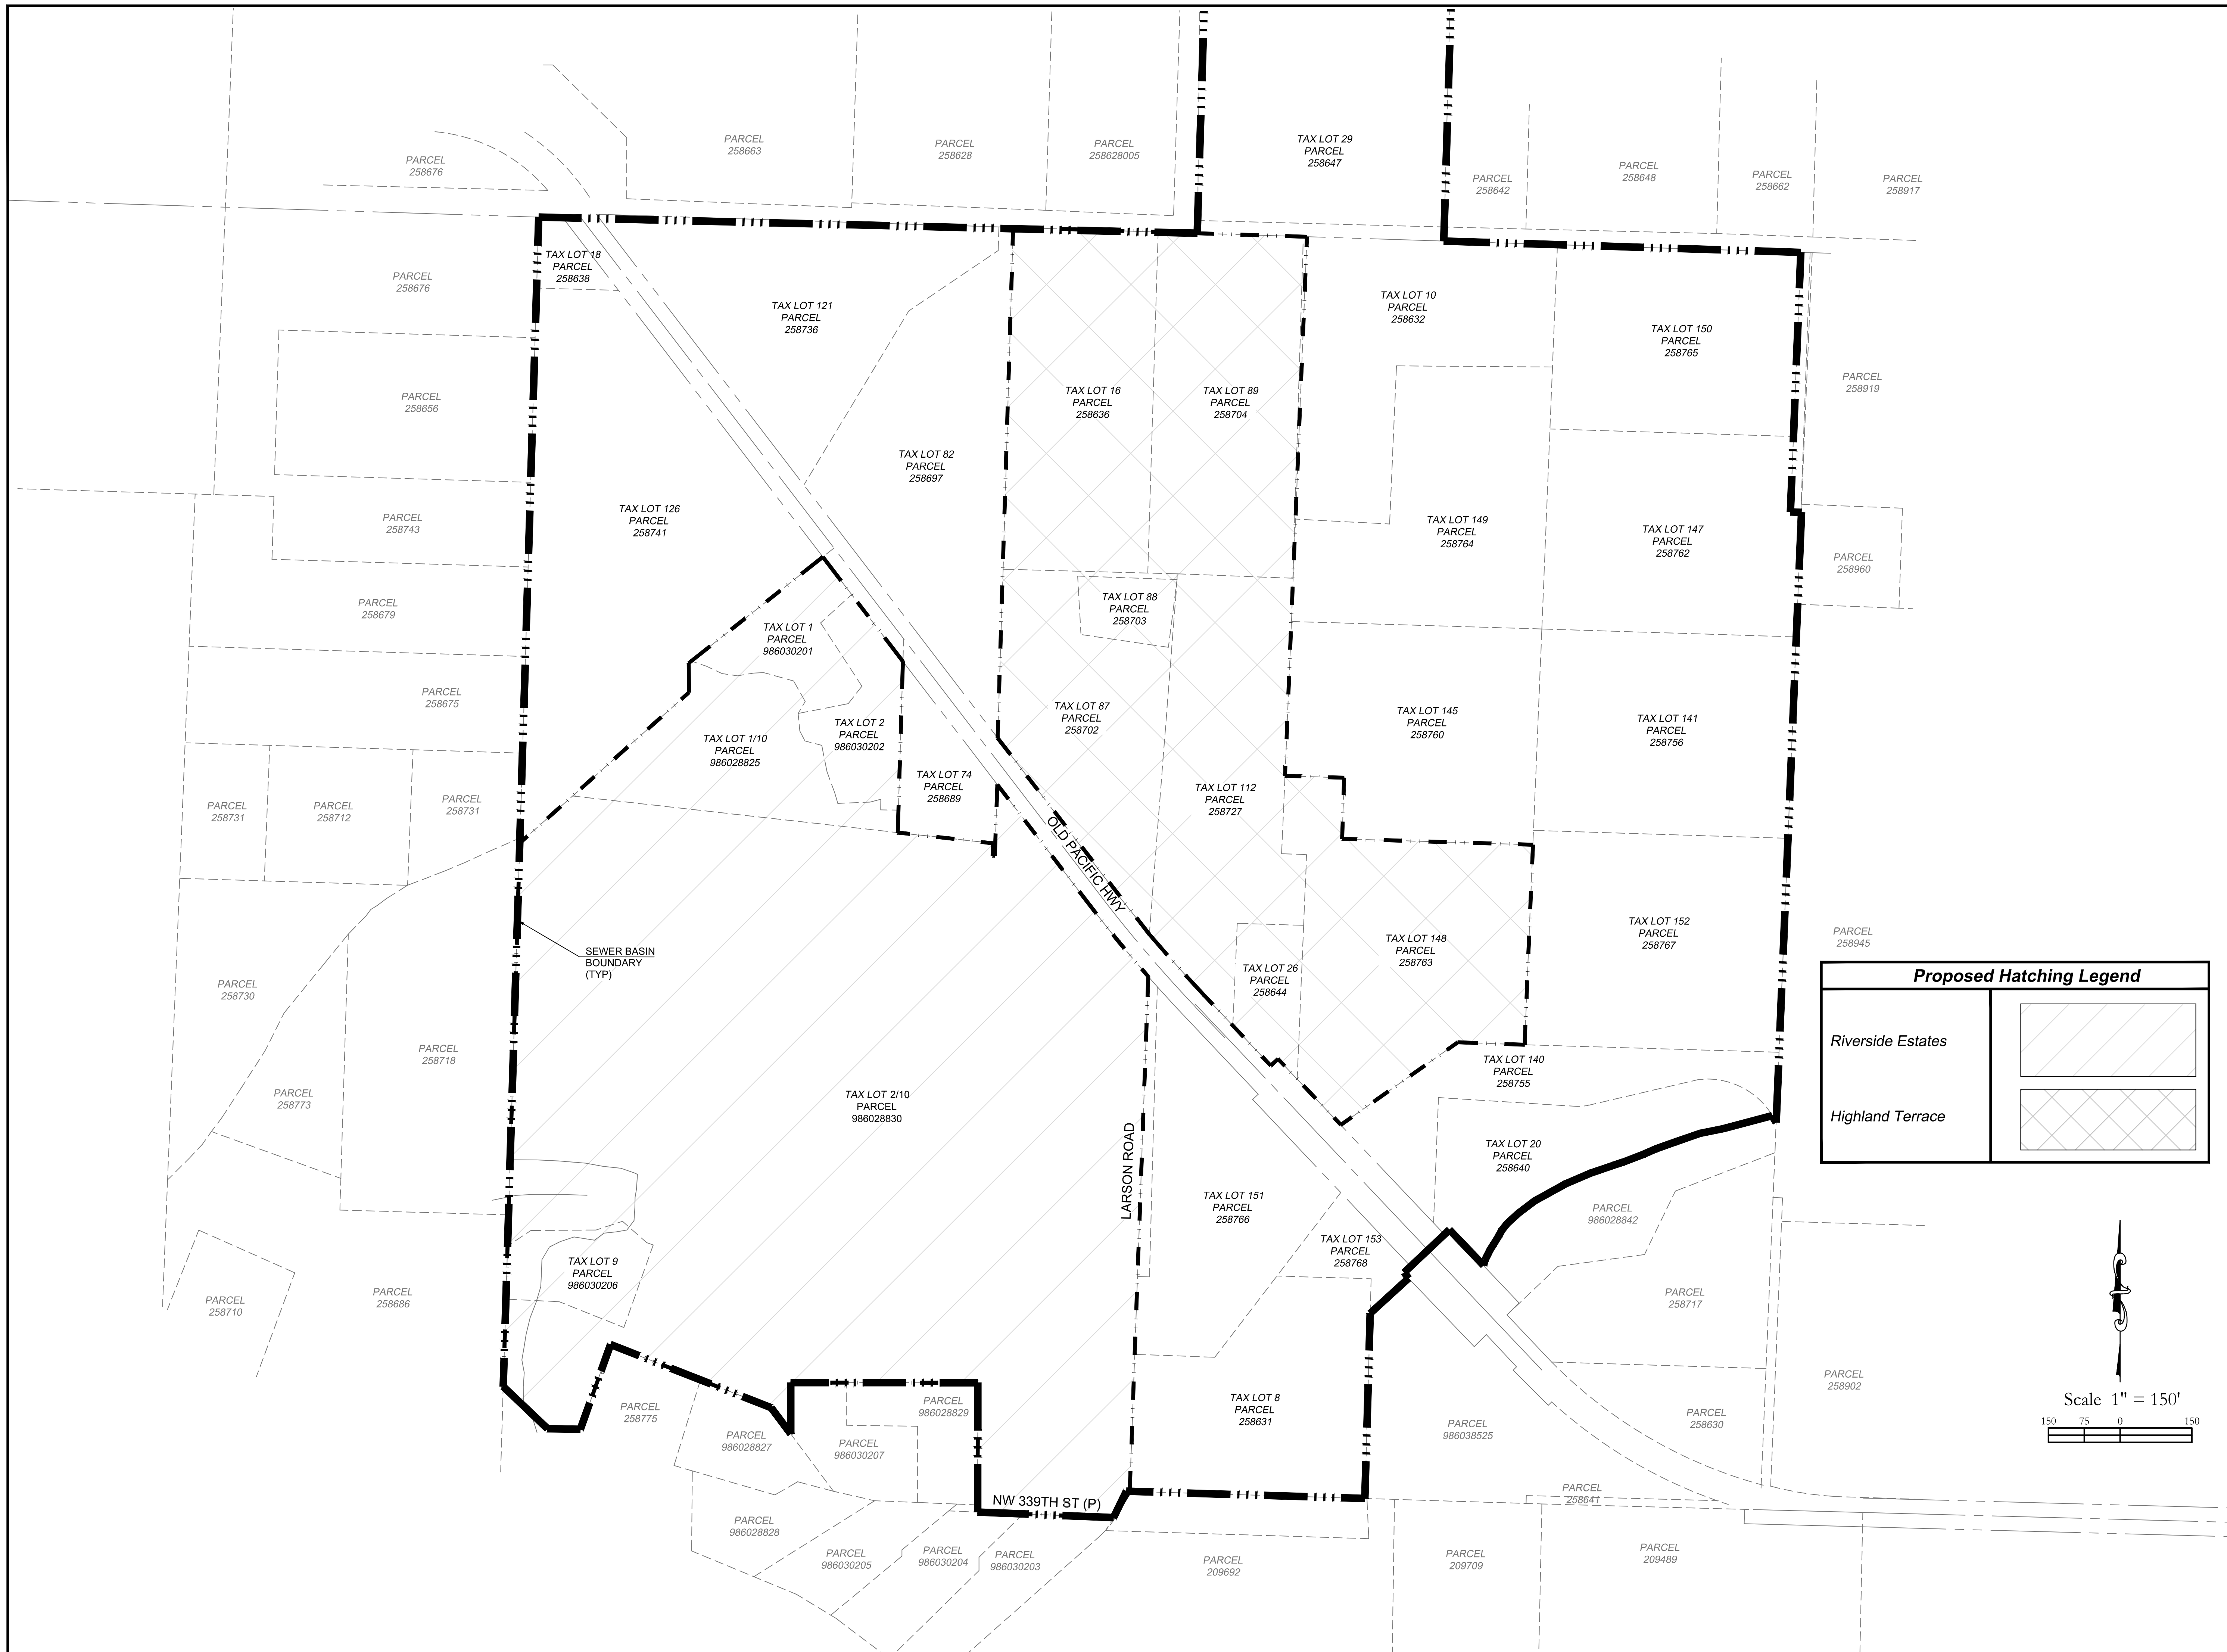 PARCEL
258676
PARCEL
258663
PARCEL
258628
PARCEL
258628005
TAX LOT 29
PARCEL
258647
PARCEL
258642
PARCEL
258648
PARCEL
258662
PARCEL
258917
TAX LOT 18
PARCEL
258638
PARCEL
258676
TAX LOT 121
PARCEL
258736
TAX LOT 10
PARCEL
258632
TAX LOT 150
PARCEL
258765
PARCEL
258656
TAX LOT 16
PARCEL
258636
TAX LOT 89
PARCEL
258704
PARCEL
258919
TAX LOT 82
PARCEL
258697
PARCEL
258743
TAX LOT 126
PARCEL
258741
TAX LOT 149
PARCEL
258764
TAX LOT 147
PARCEL
258762
PARCEL
258960
PARCEL
258679
TAX LOT 88
PARCEL
258703
TAX LOT 1
PARCEL
986030201
PARCEL
258675
TAX LOT 87
PARCEL
258702
TAX LOT 145
PARCEL
258760
TAX LOT 141
PARCEL
258756
TAX LOT 2
PARCEL
986030202
TAX LOT 1/10
PARCEL
986028825
TAX LOT 74
PARCEL
258689
TAX LOT 112
PARCEL
258727
PARCEL
258731
PARCEL
258712
PARCEL
258731
OLD PACIFIC HWY
SEWER BASIN
BOUNDARY
(TYP)
TAX LOT 148
PARCEL
258763
TAX LOT 152
PARCEL
258767
PARCEL
258945
TAX LOT 26
PARCEL
258644
PARCEL
258730
Proposed Hatching Legend
Riverside Estates
Highland Terrace
PARCEL
258718
TAX LOT 140
PARCEL
258755
PARCEL
258773
TAX LOT 2/10
PARCEL
986028830
LARSON ROAD
TAX LOT 20
PARCEL
258640
TAX LOT 151
PARCEL
258766
PARCEL
986028842
TAX LOT 153
PARCEL
258768
TAX LOT 9
PARCEL
986030206
PARCEL
258710
PARCEL
258686
PARCEL
258717
PARCEL
258902
Scale 1" = 150'
150 75 0 150
TAX LOT 8
PARCEL
258631
PARCEL
258775
PARCEL
986028829
PARCEL
986028827
PARCEL
986030207
PARCEL
986038525
PARCEL
258630
PARCEL
258641
NW 339TH ST (P)
PARCEL
986028828
PARCEL
986030205
PARCEL
986030204
PARCEL
986030203
PARCEL
209692
PARCEL
209709
PARCEL
209489